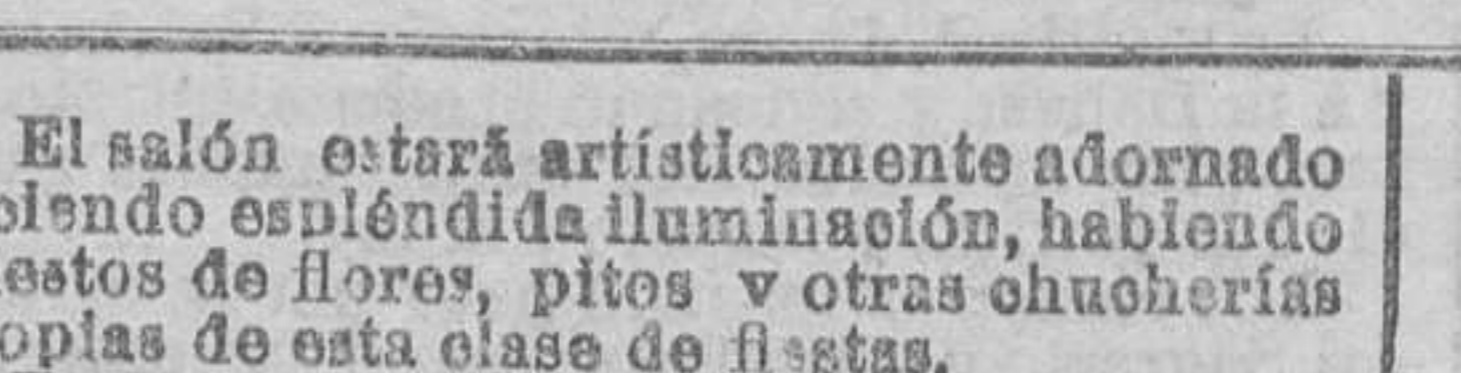 El salón estará artísticamente adornado
ciendo espléndida iluminación, habiendo
estos de flores, pitos y otras chucherías
opias de esta clase de fiestas.